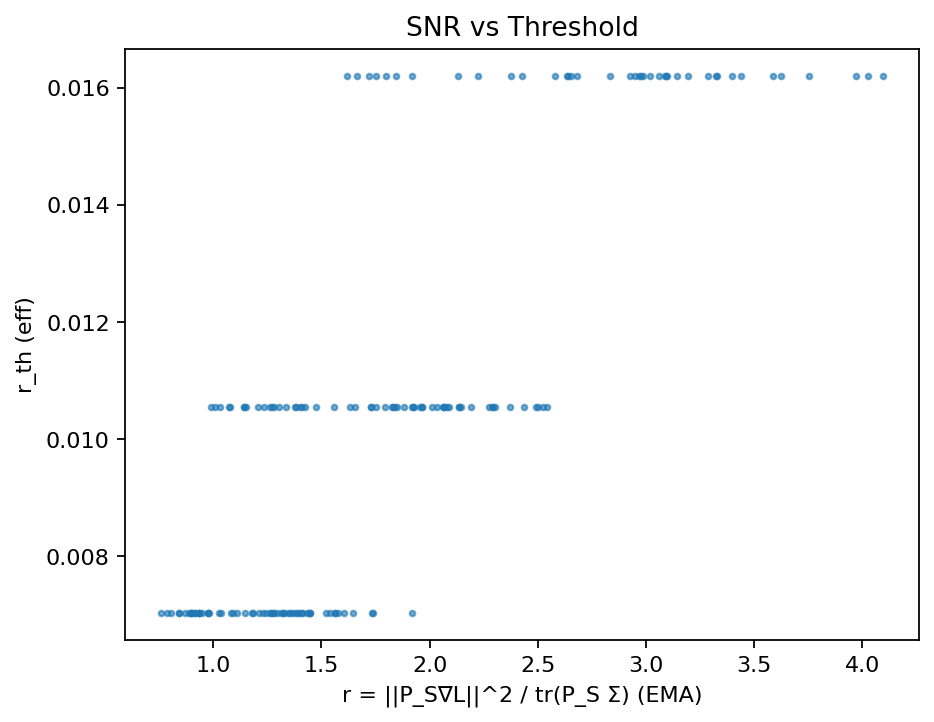 SNR vs Threshold
0.016
0.014
0.012
0.010
0.008
r_th (eff)
1.0 1.5 2.0 2.5 3.0 3.5 4.0
r = ||P_S∇L||^2 / tr(P_S Σ) (EMA)